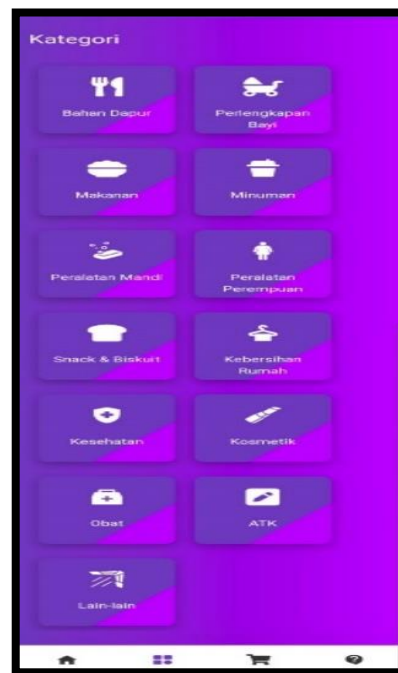 Kategori
Bahan Dapur
Perlengkapan
Bayi
Makanan
Minuman
Peralatan Mandi
Peralatan
Perempuan
Snack & Biskuit
Kebersihan
Rumah
Kesehatan
Kosmetik
Obat
ATK
Lain-lain